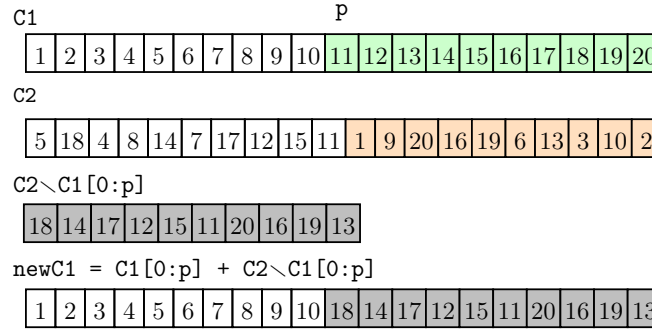 p
C1
1 2 3 4 5 6 7 8 9 10 11 12 13 14 15 16 17 18 19 20
C2
5 18 4 8 14 7 17 12 15 11 1 9 20 16 19 6 13 3 10 2
C2∖C1[0:p]
18 14 17 12 15 11 20 16 19 13
newC1 = C1[0:p] + C2∖C1[0:p]
1 2 3 4 5 6 7 8 9 10 18 14 17 12 15 11 20 16 19 13